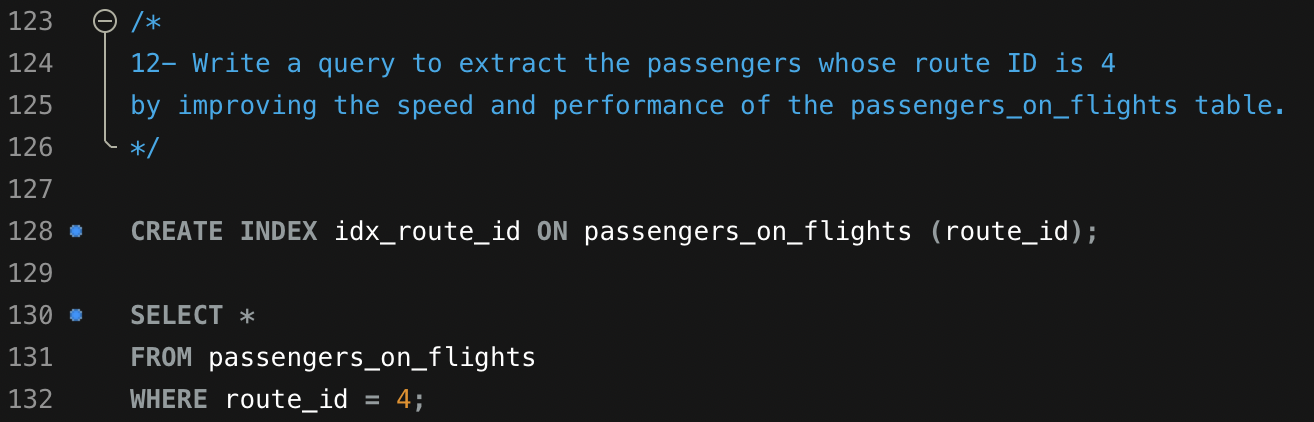 123 /*
124 12- Write a query to extract the passengers whose route ID is 4
125 by improving the speed and performance of the passengers_on_flights table.
126 */
127
128 CREATE INDEX idx_route_id ON passengers_on_flights (route_id);
129
130 SELECT *
131 FROM passengers_on_flights
132 WHERE route_id = 4;